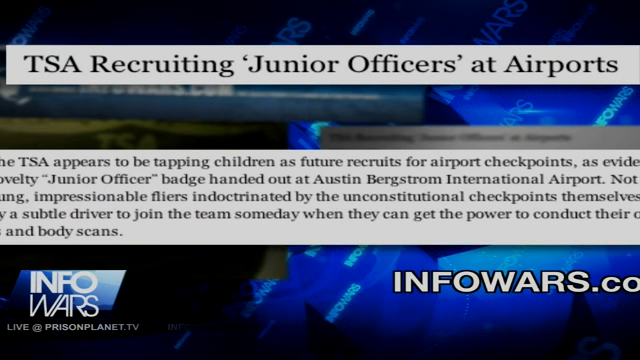 TSA Recruiting ‘Junior Officers’ at Airports
he TSA appears to be tapping children as future recruits for airport checkpoints, as evide
ovelty “Junior Officer” badge handed out at Austin Bergstrom International Airport. Not
ung, impressionable fliers indoctrinated by the unconstitutional checkpoints themselves
y a subtle driver to join the team someday when they can get the power to conduct their o
s and body scans.
INFOWARS.co
INFO
WARS
LIVE @ PRISONPLANET.TV